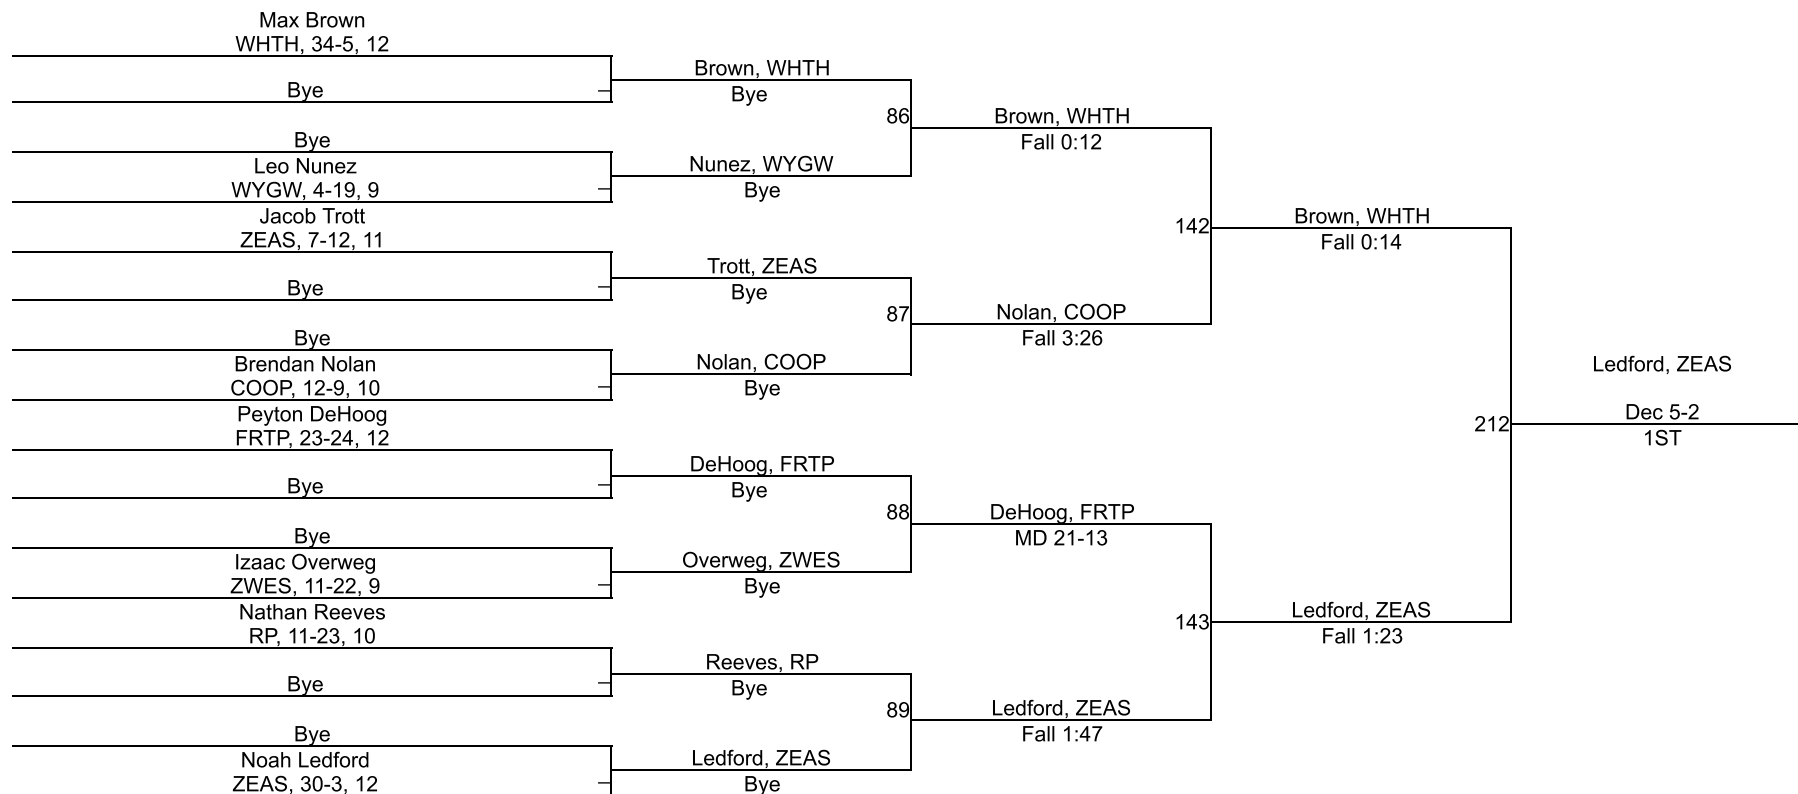 Max Brown
WHTH, 34-5, 12
Bye
Bye
Leo Nunez
WYGW, 4-19, 9
Jacob Trott
ZEAS, 7-12, 11
Bye
Bye
Brendan Nolan
COOP, 12-9, 10
Peyton DeHoog
FRTP, 23-24, 12
Bye
Bye
Izaac Overweg
ZWES, 11-22, 9
Nathan Reeves
RP, 11-23, 10
Bye
Bye
Noah Ledford
ZEAS, 30-3, 12
Brown, WHTH
Bye
86
Nunez, WYGW
Bye
Trott, ZEAS
Bye
87
Nolan, COOP
Bye
DeHoog, FRTP
Bye
88
Overweg, ZWES
Bye
Reeves, RP
Bye
89
Ledford, ZEAS
Bye
Brown, WHTH
Fall 0:12
142
Nolan, COOP
Fall 3:26
DeHoog, FRTP
MD 21-13
143
Ledford, ZEAS
Fall 1:47
Brown, WHTH
Fall 0:14
212
Ledford, ZEAS
Fall 1:23
Ledford, ZEAS
Dec 5-2
1ST